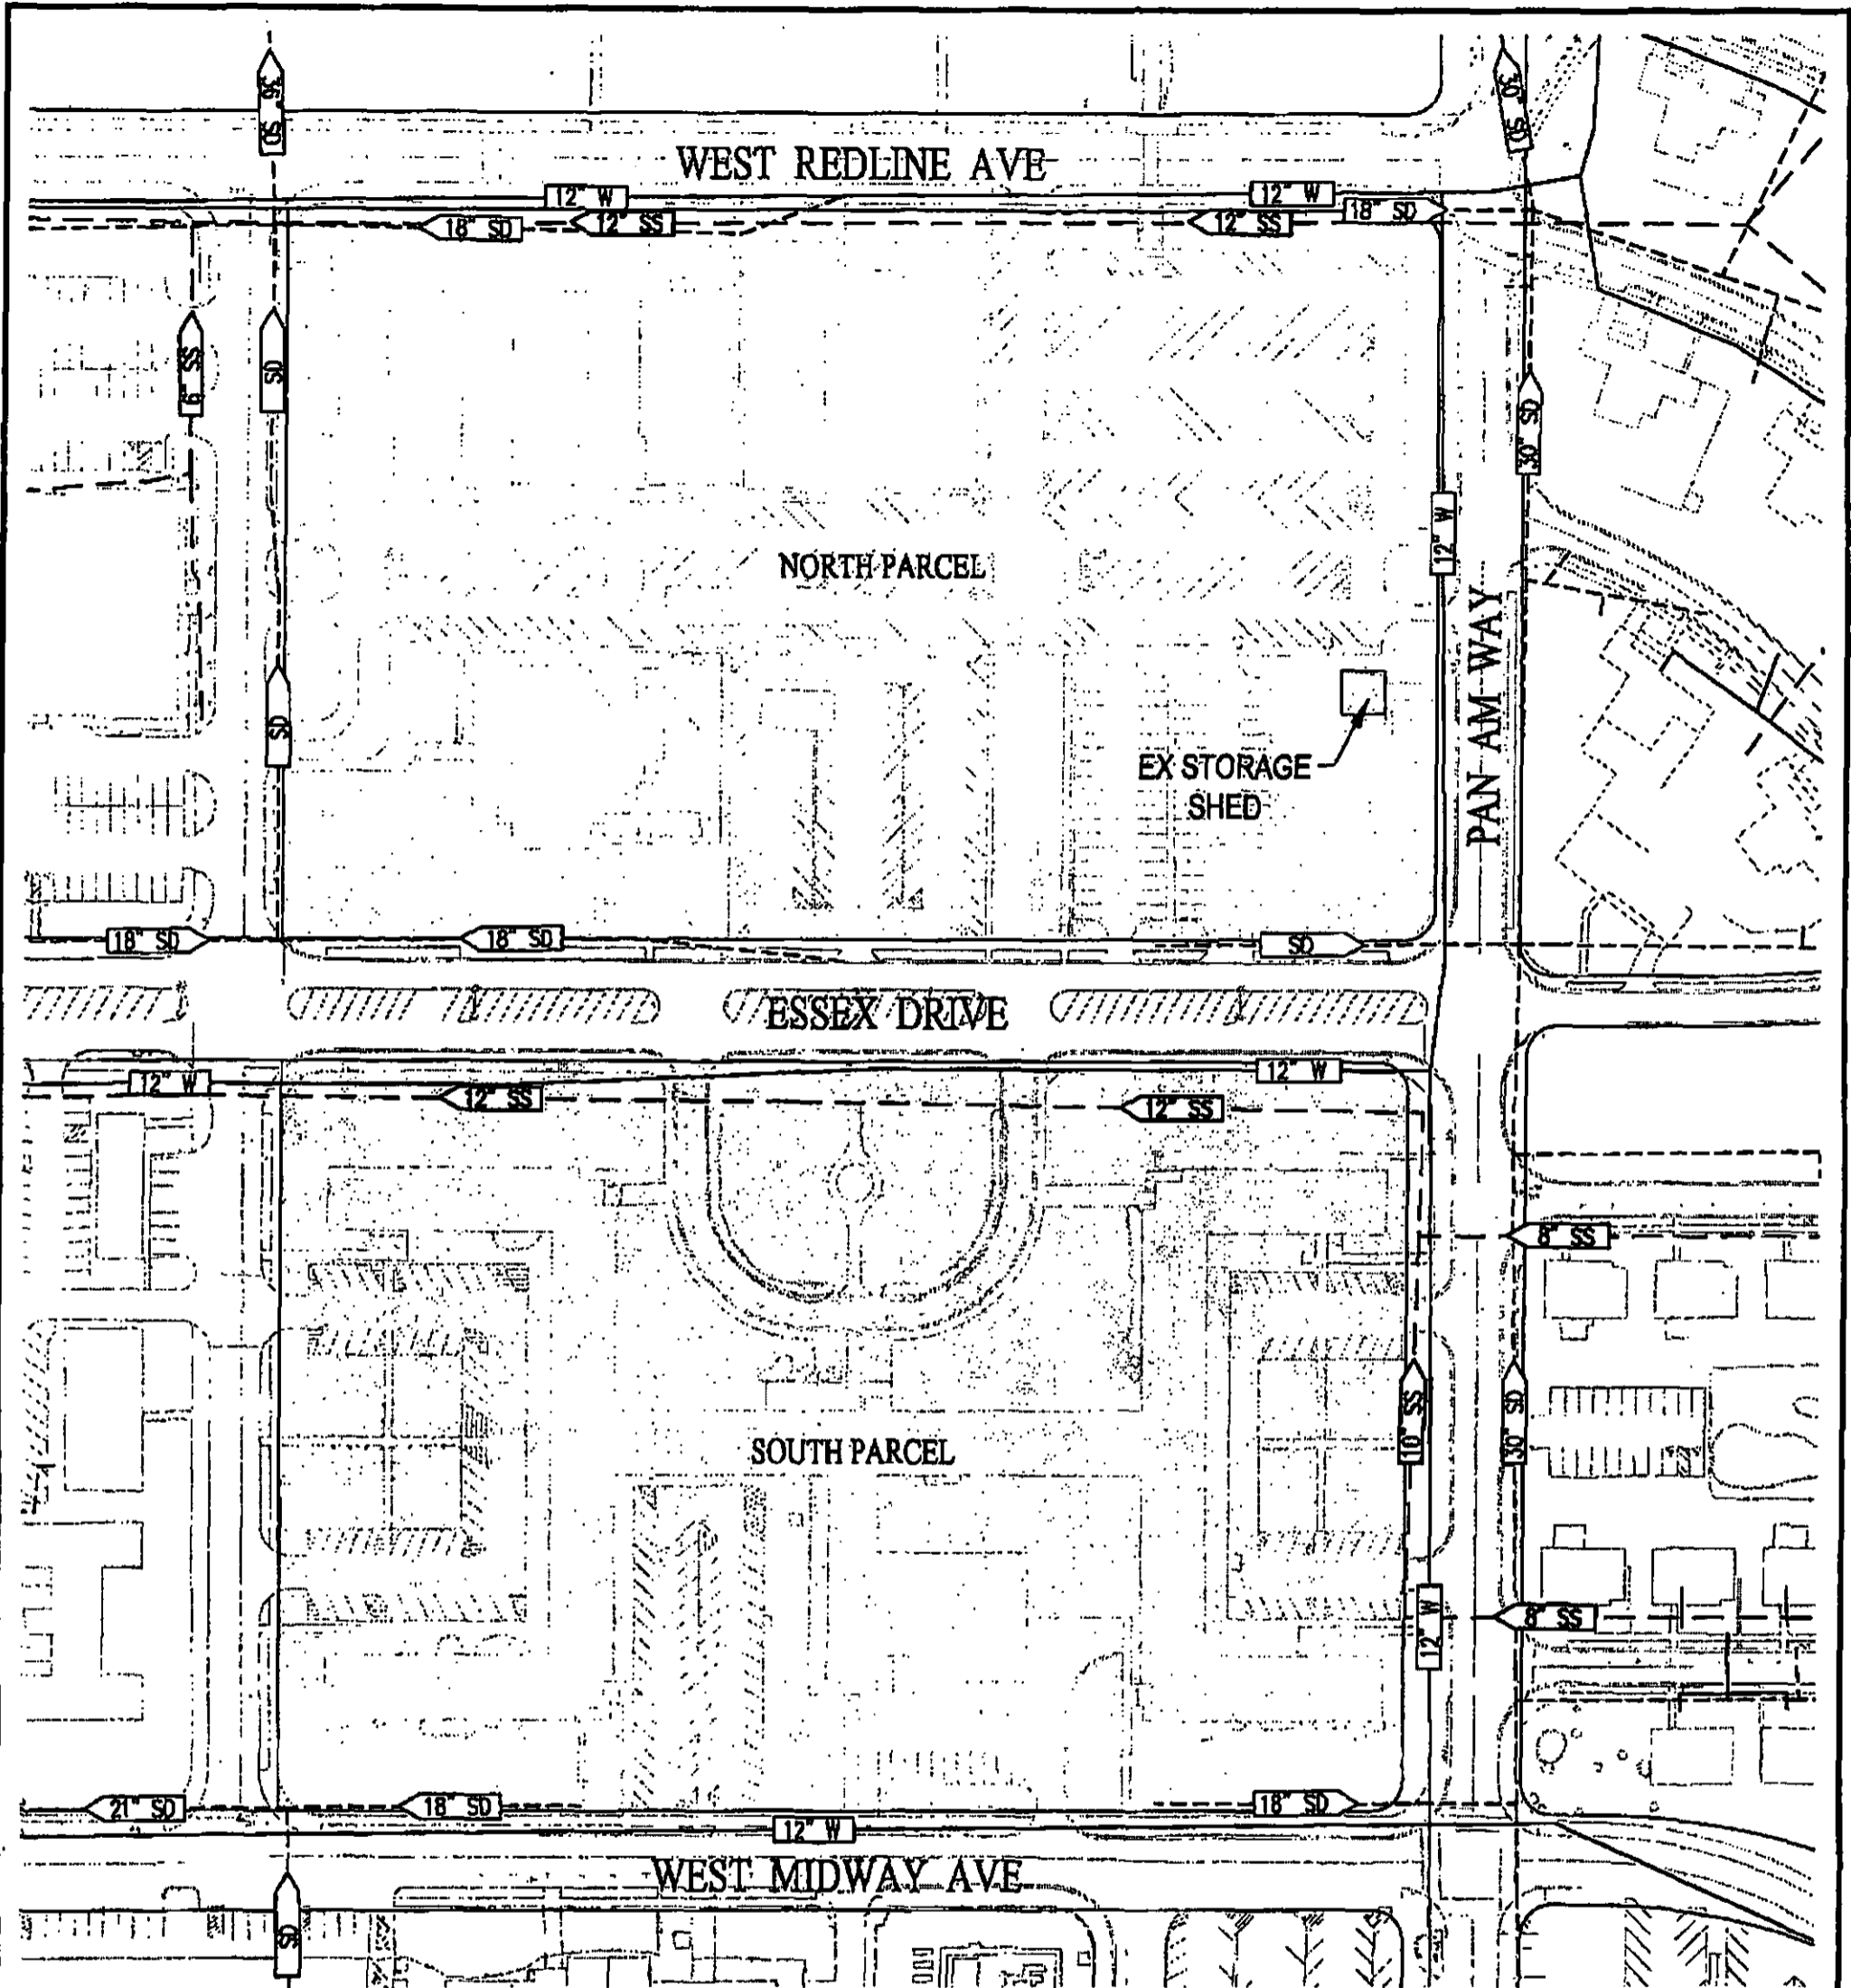 36" SD
30" SD
WEST REDLINE AVE
12" W
12" W
18" SD
12" SS
12" SS
18" SD
6" SS
SD
30" SD
12" W
NORTH PARCEL
PAN AM WAY
SD
EX STORAGE
SHED
18" SD
18" SD
SD
ESSEX DRIVE
12" W
12" W
12" SS
12" SS
8" SS
10" SS
30" SD
SOUTH PARCEL
12" W
8" SS
21" SD
18" SD
18" SD
12" W
WEST MIDWAY AVE